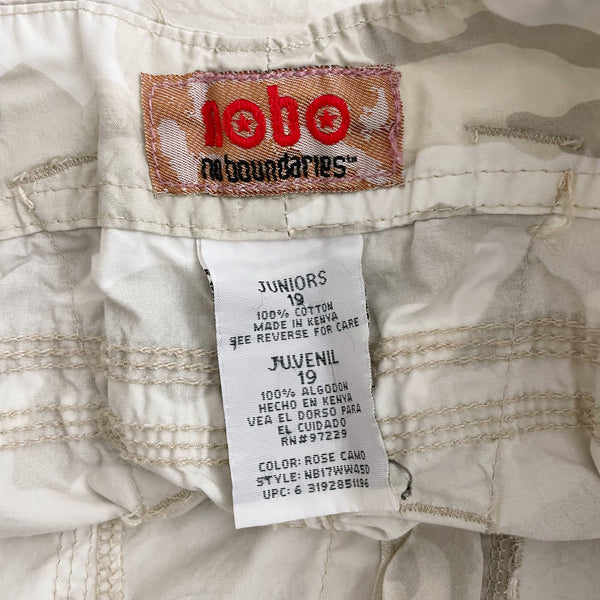 nobo
no boundaries™
JUNIORS
19
100% COTTON
MADE IN KENYA
SEE REVERSE FOR CARE
JUVENIL
19
100% ALGODON
HECHO EN KENYA
VEA EL DORSO PARA
EL CUIDADO
RN#97229
COLOR: ROSE CAMO
STYLE: NB17WW45D
UPC: 6 3192851196